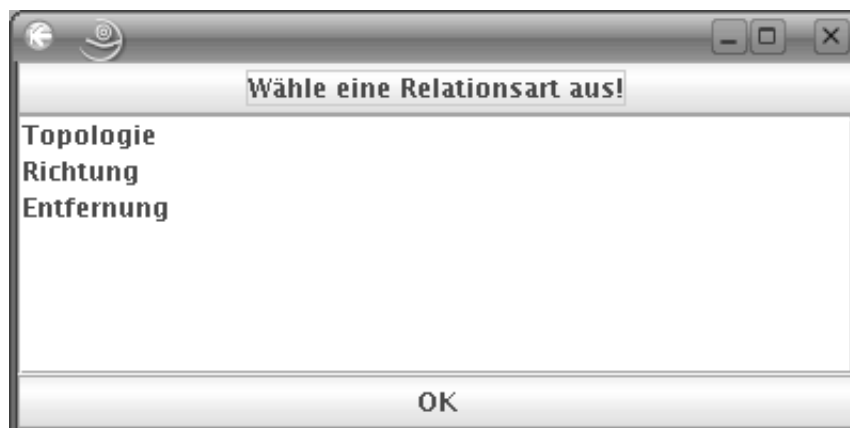 Wähle eine Relationsart aus!
Topologie
Richtung
Entfernung
OK